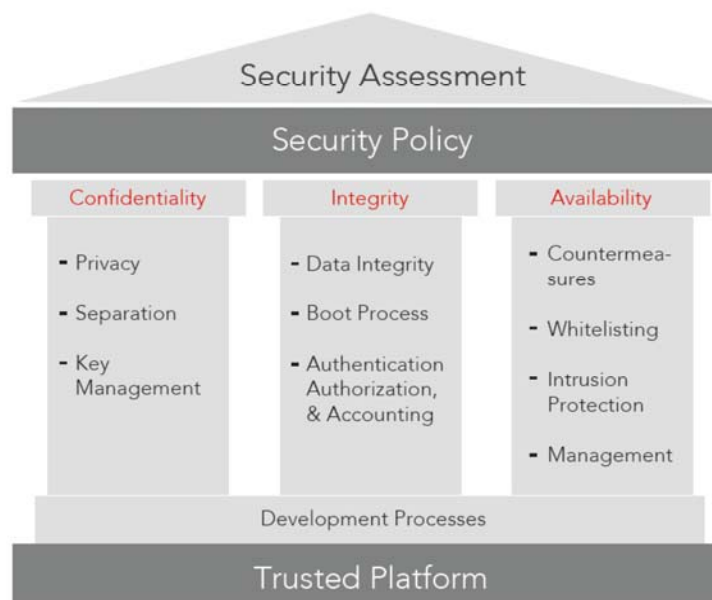 Security Assessment
Security Policy
Confidentiality
- Privacy
- Separation
- Key
Management
Integrity
- Data Integrity
- Boot Process
- Authentication
Authorization,
& Accounting
Availability
- Countermea-
sures
- Whitelisting
- Intrusion
Protection
- Management
Development Processes
Trusted Platform